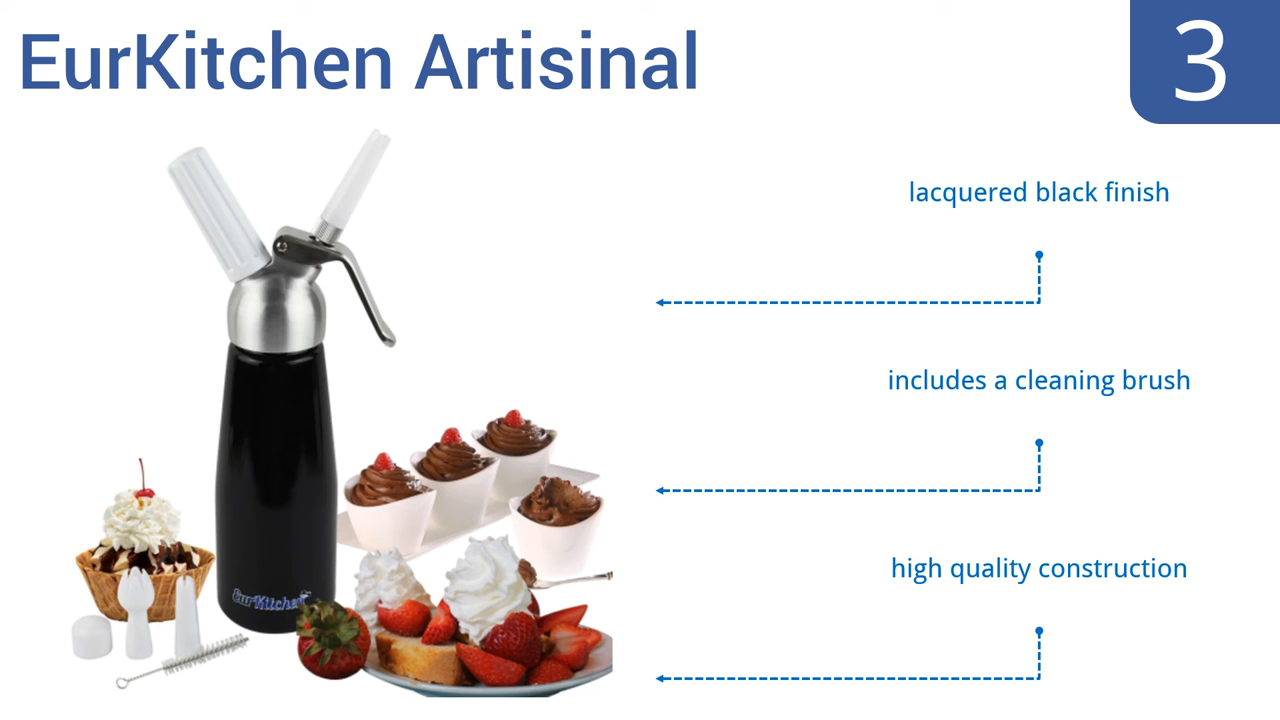 EurKitchen Artisinal
3
lacquered black finish
includes a cleaning brush
high quality construction
EurKitchen